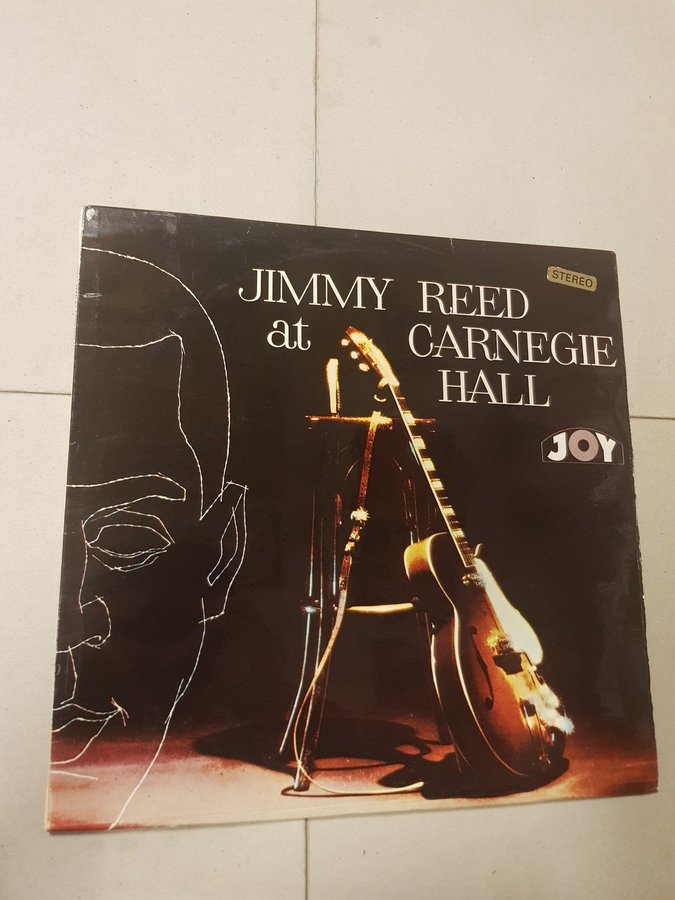 STEREO
JIMMY REED
at CARNEGIE
HALL
JOY